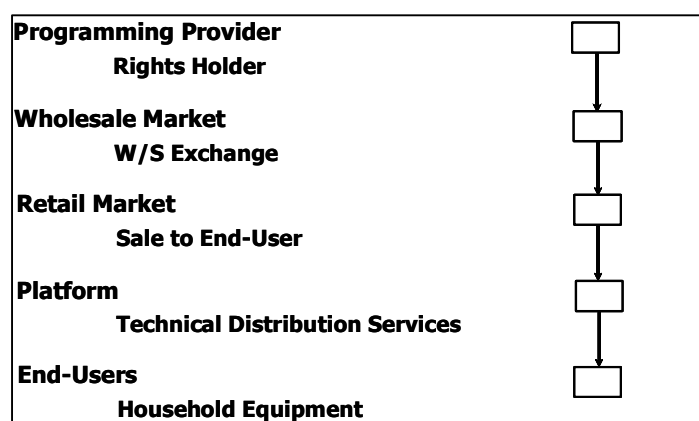 Programming Provider
Rights Holder
Wholesale Market
W/S Exchange
Retail Market
Sale to End-User
Platform
Technical Distribution Services
End-Users
Household Equipment